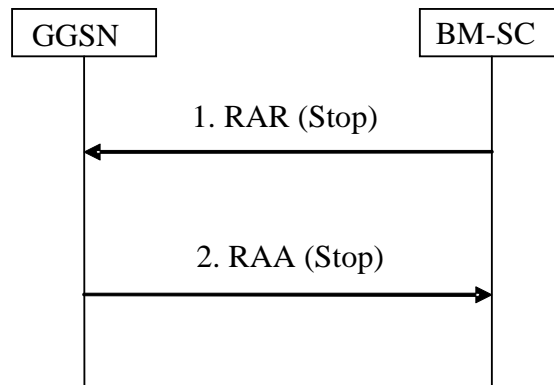 GGSN
BM-SC
1. RAR (Stop)
2. RAA (Stop)